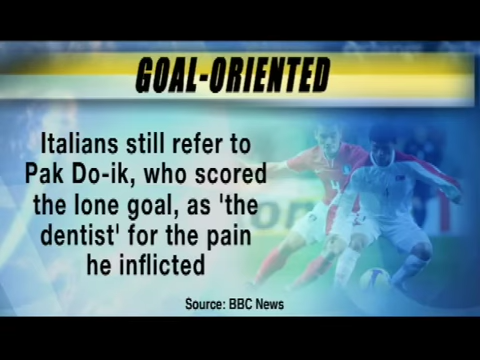 GOAL-ORIENTED
Italians still refer to
Pak Do-ik, who scored
the lone goal, as 'the
dentist' for the pain
he inflicted
Source: BBC News